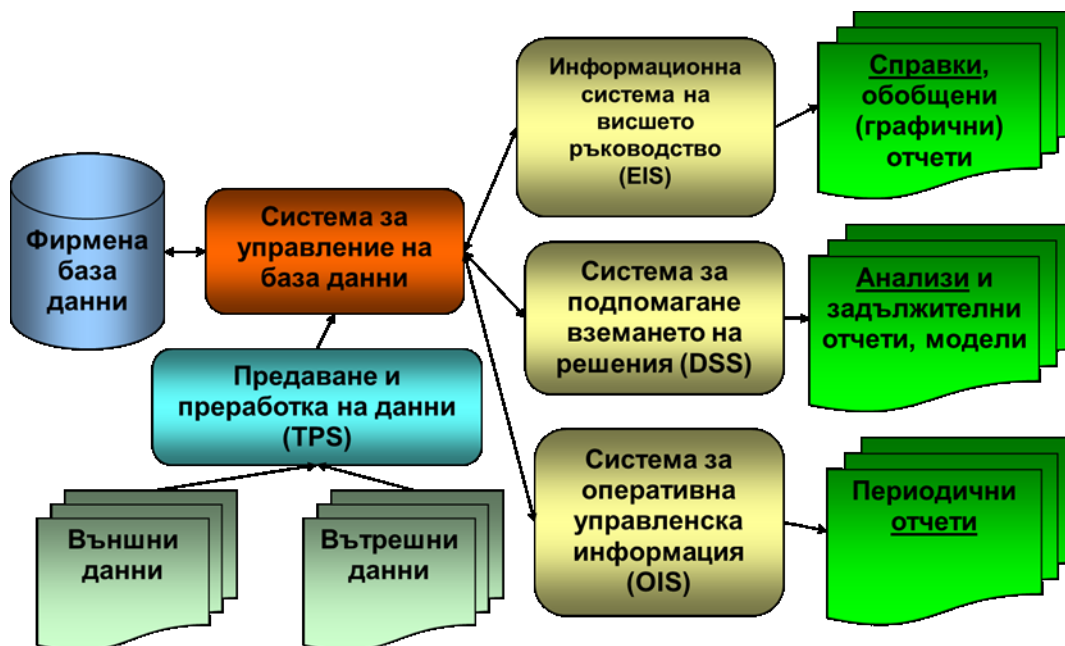 Фирмена
база
данни
Система за
управление на
база данни
Предаване и
преработка на данни
(TPS)
Външни
данни
Вътрешни
данни
Информационна
система на
висшето
ръководство
(EIS)
Справки,
обобщени
(графични)
отчети
Система за
подпомагане
вземането на
решения (DSS)
Анализи и
задължителни
отчети, модели
Система за
оперативна
управленска
информация
(OIS)
Периодични
отчети